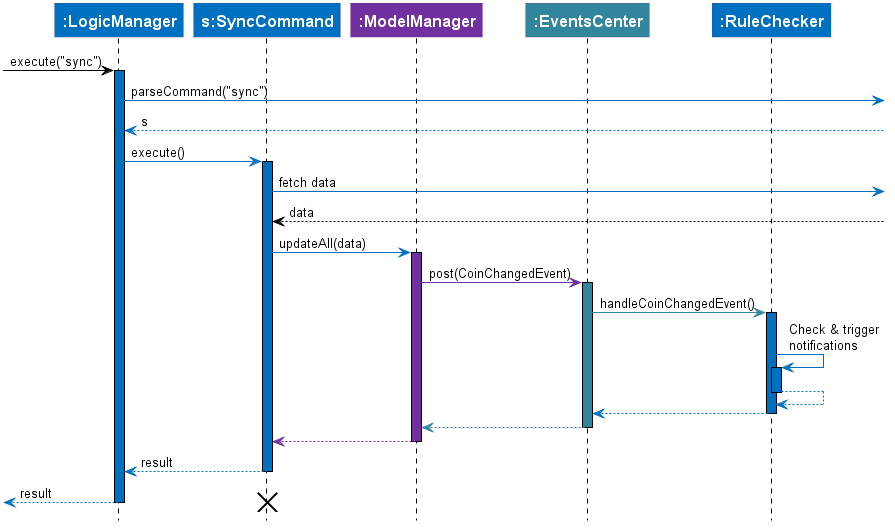 :LogicManager
s:SyncCommand
:ModelManager
:EventsCenter
:RuleChecker
execute("sync")
parseCommand("sync")
s
execute()
fetch data
data
updateAll(data)
post(CoinChangedEvent)
handleCoinChangedEvent()
Check & trigger
notifications
result
result